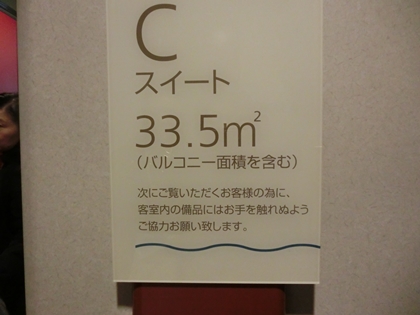 C
スイート
33.5m²
（バルコニー面積を含む）
次にご覧いただくお客様の為に、
客室内の備品にはお手を触れぬよう
ご協力お願い致します。